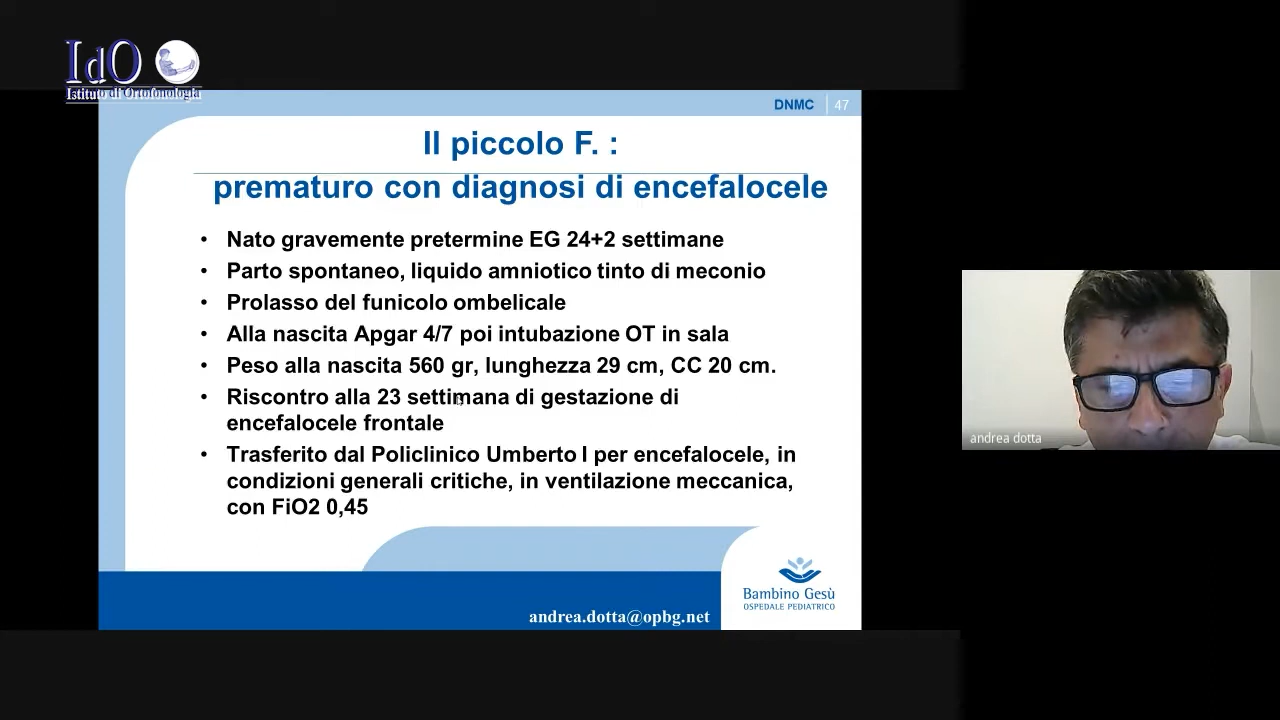 IdO
Istituto di Ortofonologia
DNMC 47
Il piccolo F. :
prematuro con diagnosi di encefalocele
• Nato gravemente pretermine EG 24+2 settimane
• Parto spontaneo, liquido amniotico tinto di meconio
• Prolasso del funicolo ombelicale
• Alla nascita Apgar 4/7 poi intubazione OT in sala
• Peso alla nascita 560 gr, lunghezza 29 cm, CC 20 cm.
• Riscontro alla 23 settimana di gestazione di
encefalocele frontale
• Trasferito dal Policlinico Umberto I per encefalocele, in
condizioni generali critiche, in ventilazione meccanica,
con FiO2 0,45
andrea dotta
Bambino Gesù
OSPEDALE PEDIATRICO
andrea.dotta@opbg.net